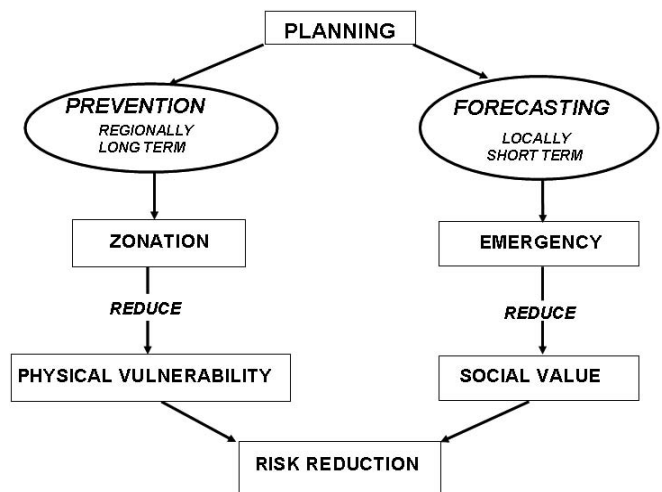 PLANNING
PREVENTION
REGIONALLY
LONG TERM
FORECASTING
LOCALLY
SHORT TERM
ZONATION
EMERGENCY
REDUCE
REDUCE
PHYSICAL VULNERABILITY
SOCIAL VALUE
RISK REDUCTION